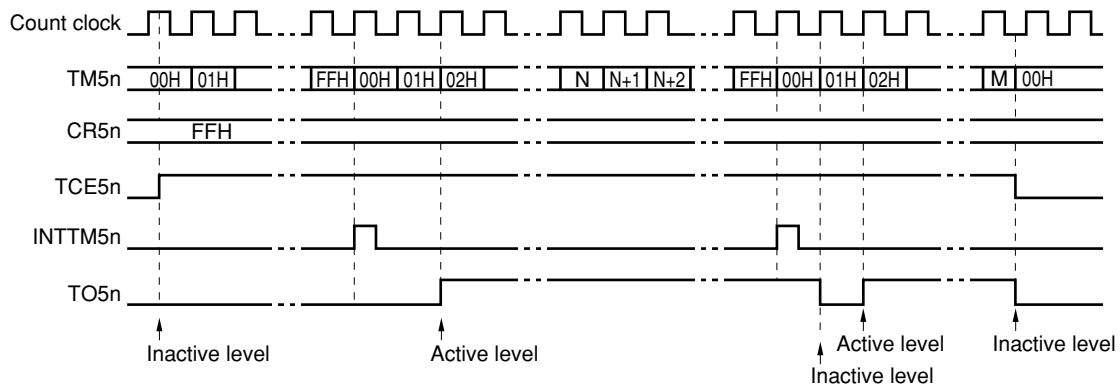 Count clock
TM5n 00H 01H FFH 00H 01H 02H N N+1 N+2 FFH 00H 01H 02H M 00H
CR5n FFH
TCE5n
INTTM5n
TO5n
Inactive level Active level Active level Inactive level
Inactive level